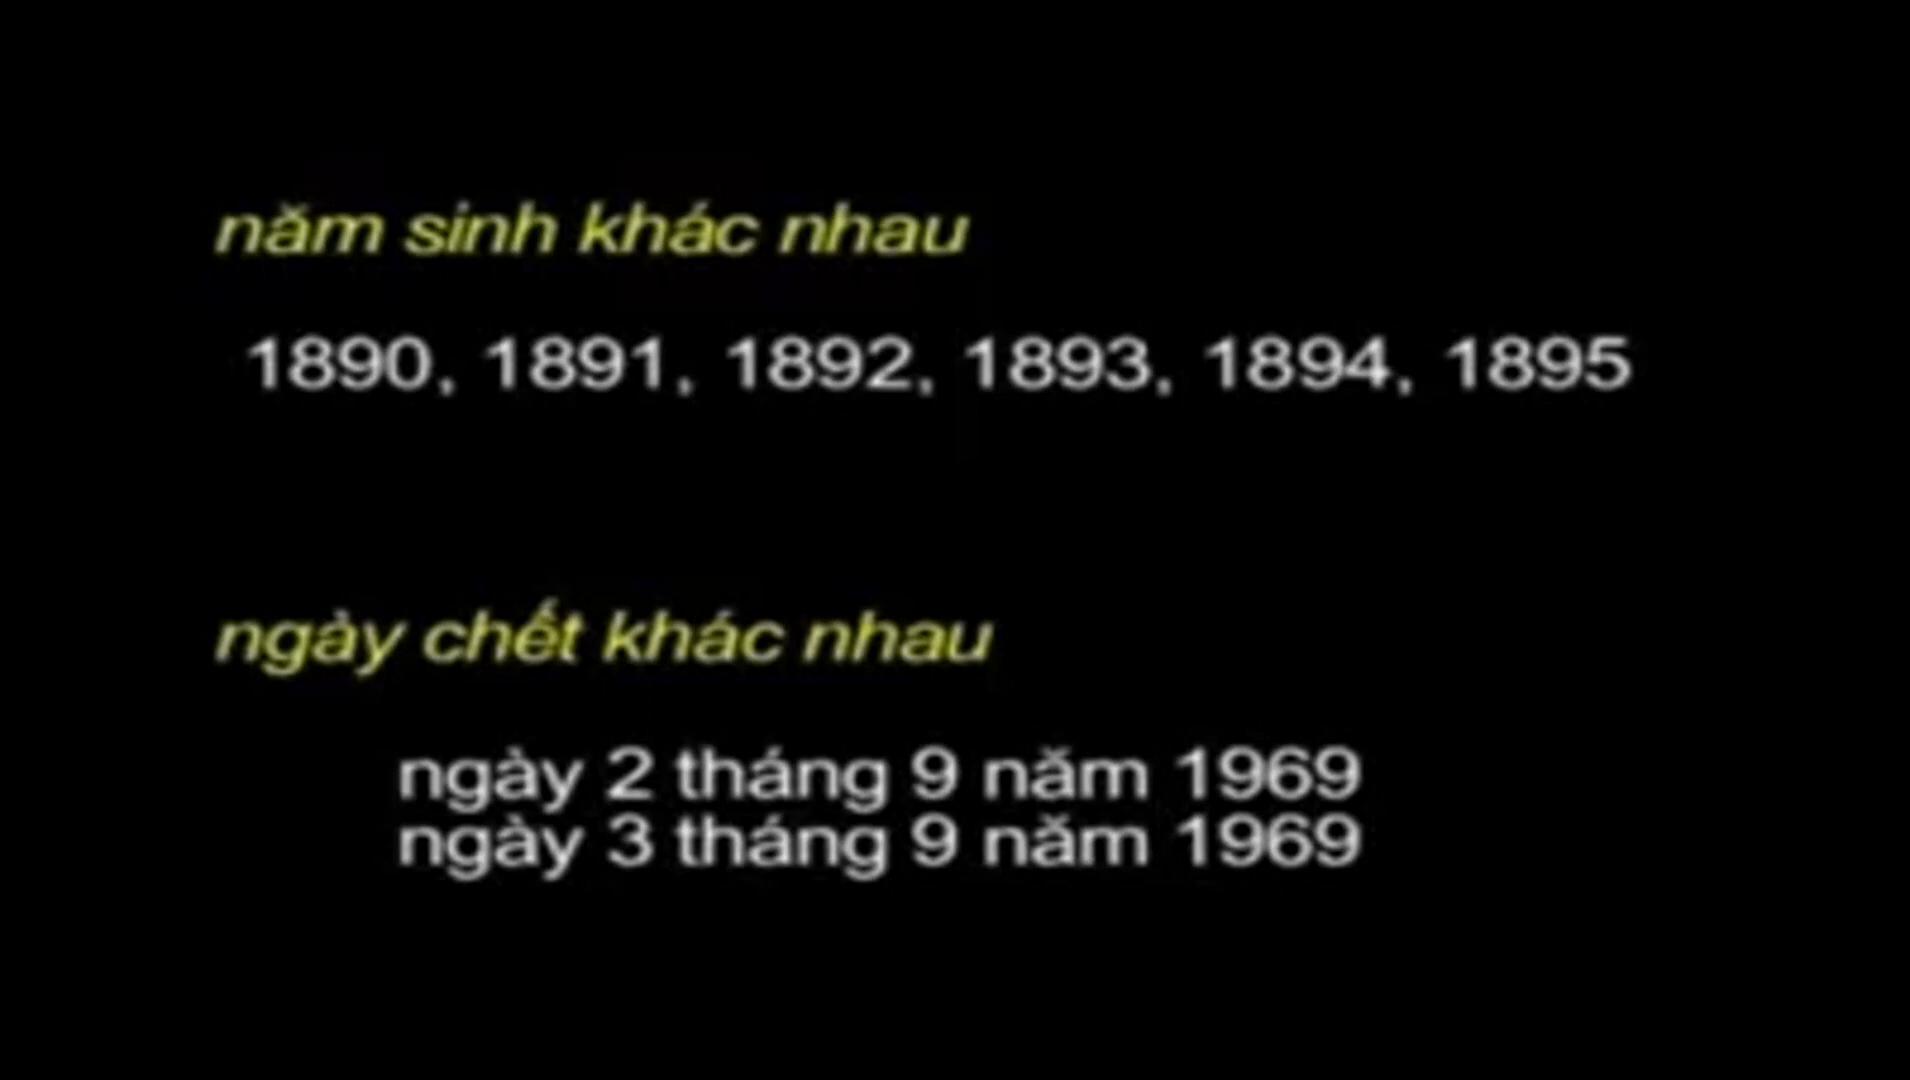 năm sinh khác nhau
1890, 1891, 1892, 1893, 1894, 1895
ngày chết khác nhau
ngày 2 tháng 9 năm 1969
ngày 3 tháng 9 năm 1969